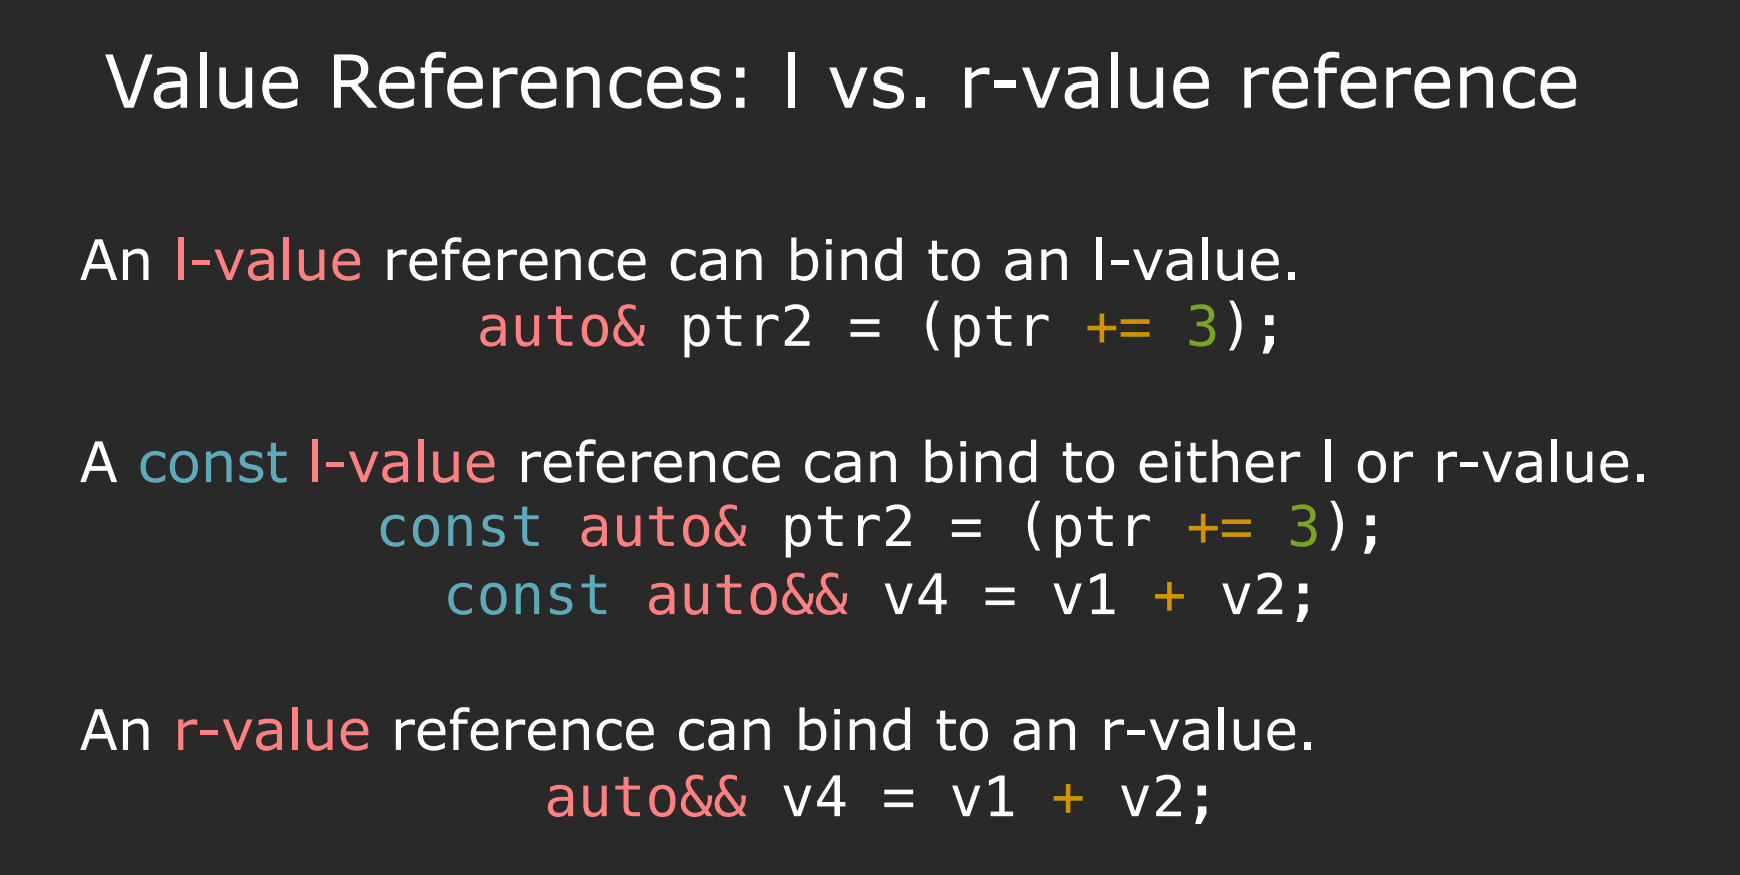 Value References: l vs. r-value reference
An l-value reference can bind to an l-value.
auto& ptr2 = (ptr += 3);
A const l-value reference can bind to either l or r-value.
const auto& ptr2 = (ptr += 3);
const auto&& v4 = v1 + v2;
An r-value reference can bind to an r-value.
auto&& v4 = v1 + v2;